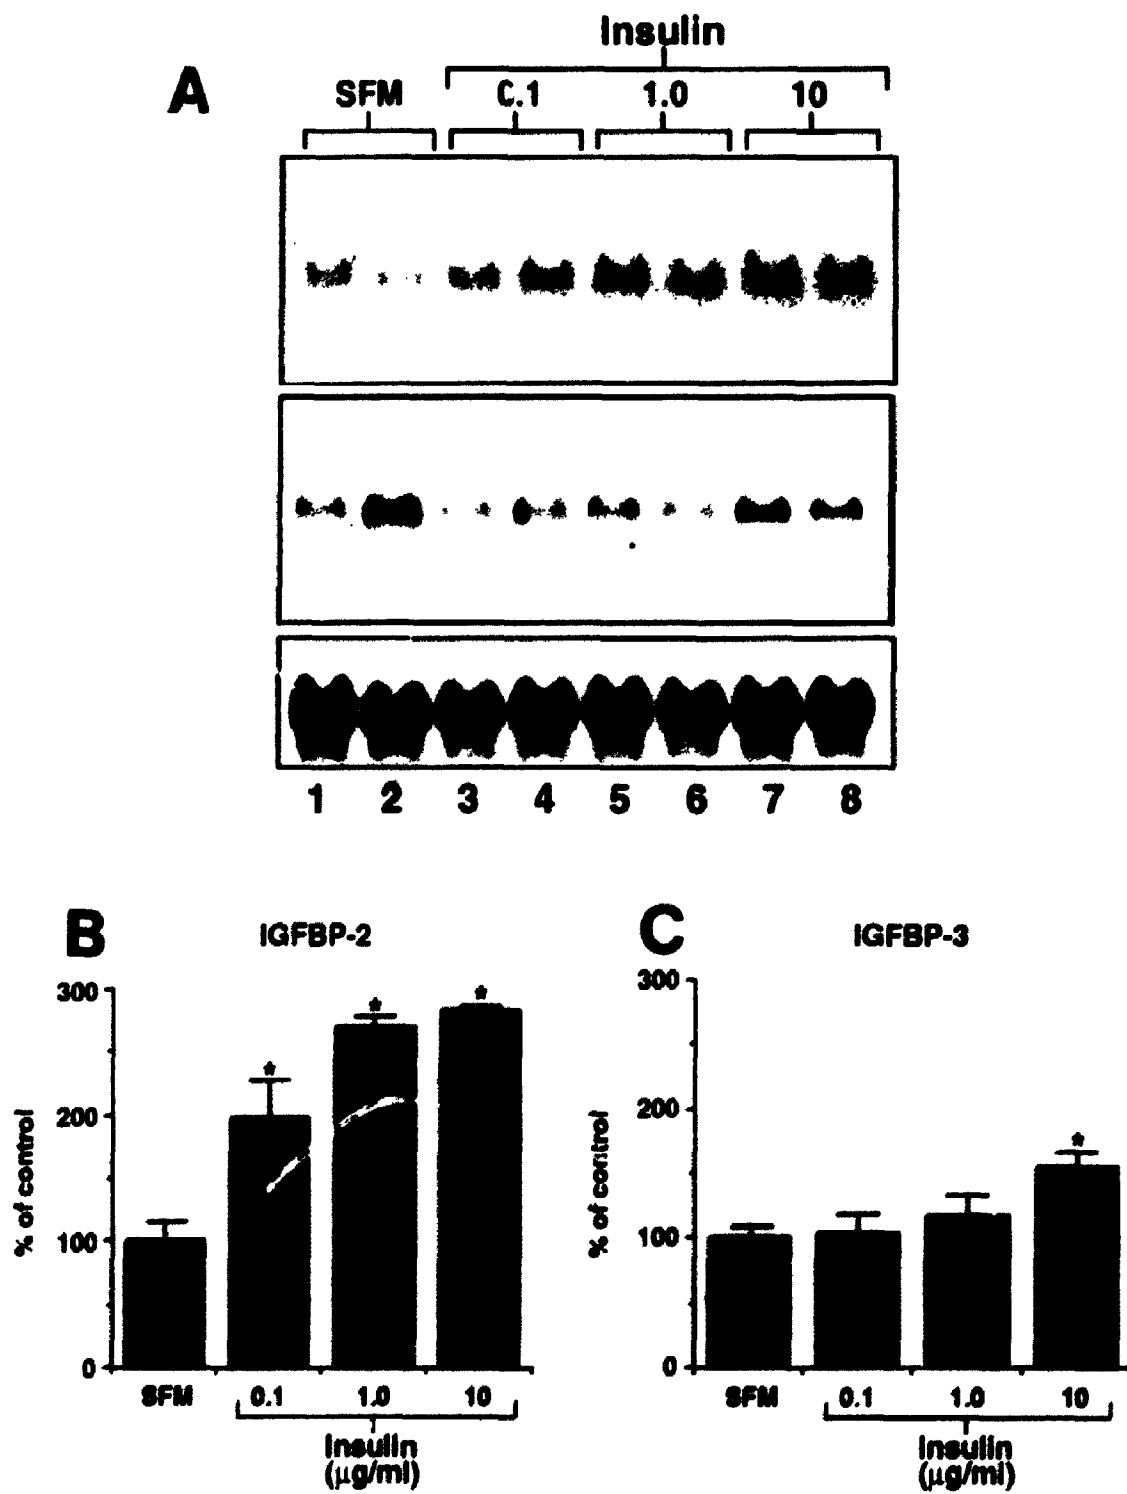 Insulin
A
SFM C.1 1.0 10
1 2 3 4 5 6 7 8
B IGFBP-2
300
200
100
0
% of control
* * *
SFM 0.1 1.0 10
Insulin
(μg/ml)
C IGFBP-3
300
200
100
0
% of control
*
SFM 0.1 1.0 10
Insulin
(μg/ml)